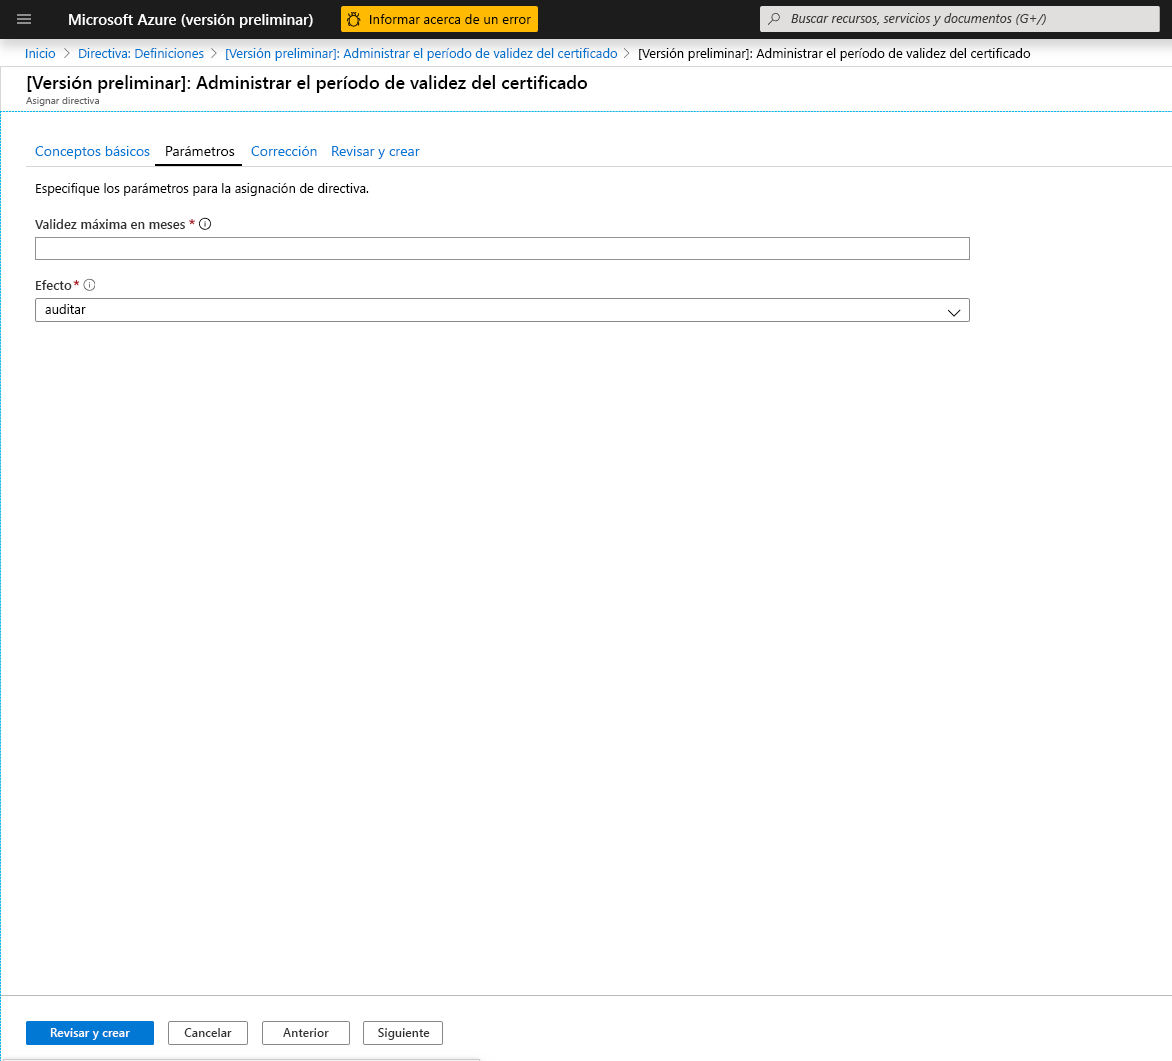 Microsoft Azure (versión preliminar)
Informar acerca de un error
Buscar recursos, servicios y documentos (G+/)
Inicio > Directiva: Definiciones > [Versión preliminar]: Administrar el período de validez del certificado > [Versión preliminar]: Administrar el período de validez del certificado
[Versión preliminar]: Administrar el período de validez del certificado
Asignar directiva
Conceptos básicos Parámetros Corrección Revisar y crear
Especifique los parámetros para la asignación de directiva.
Validez máxima en meses *
Efecto*
auditar
Revisar y crear Cancelar Anterior Siguiente